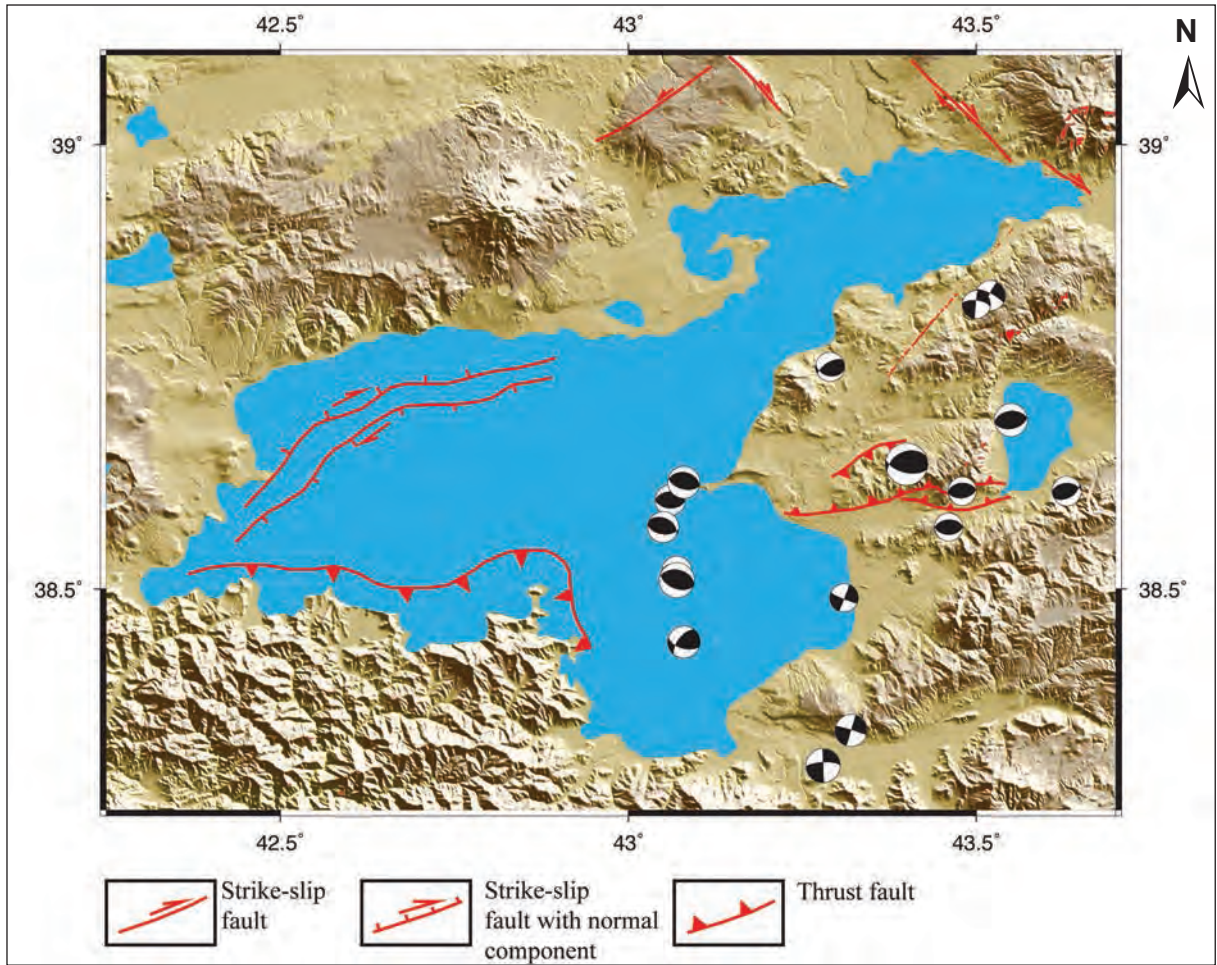 42.5°
43°
43.5°
N
39°
39°
38.5°
38.5°
42.5°
43°
43.5°
Strike-slip
fault
Strike-slip
fault with normal
component
Thrust fault